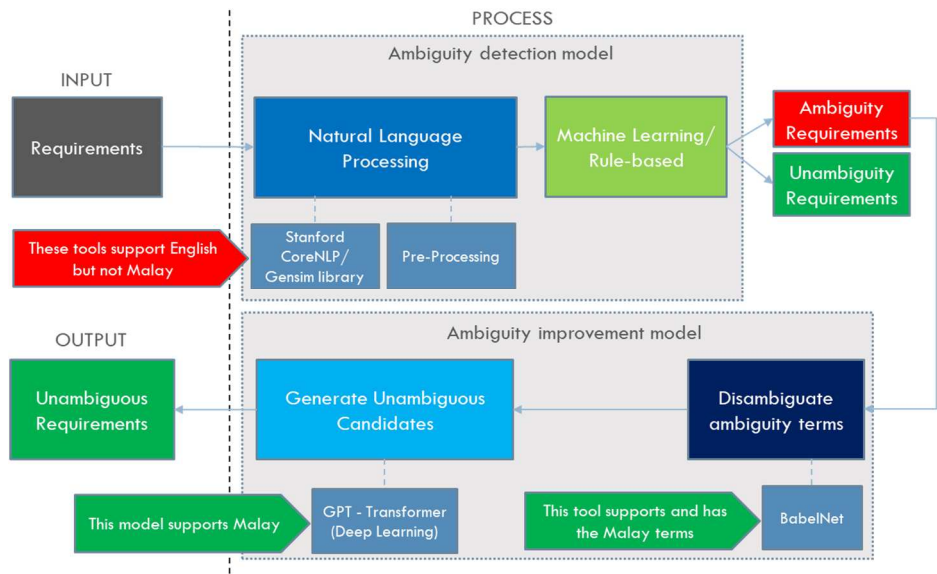 PROCESS
Ambiguity detection model
INPUT
Requirements
Natural Language
Processing
Machine Learning/
Rule-based
Ambiguity
Requirements
Unambiguity
Requirements
These tools support English
but not Malay
Stanford
CoreNLP/
Gensim library
Pre-Processing
Ambiguity improvement model
OUTPUT
Unambiguous
Requirements
Generate Unambiguous
Candidates
Disambiguate
ambiguity terms
This model supports Malay
GPT - Transformer
(Deep Learning)
This tool supports and has
the Malay terms
BabelNet